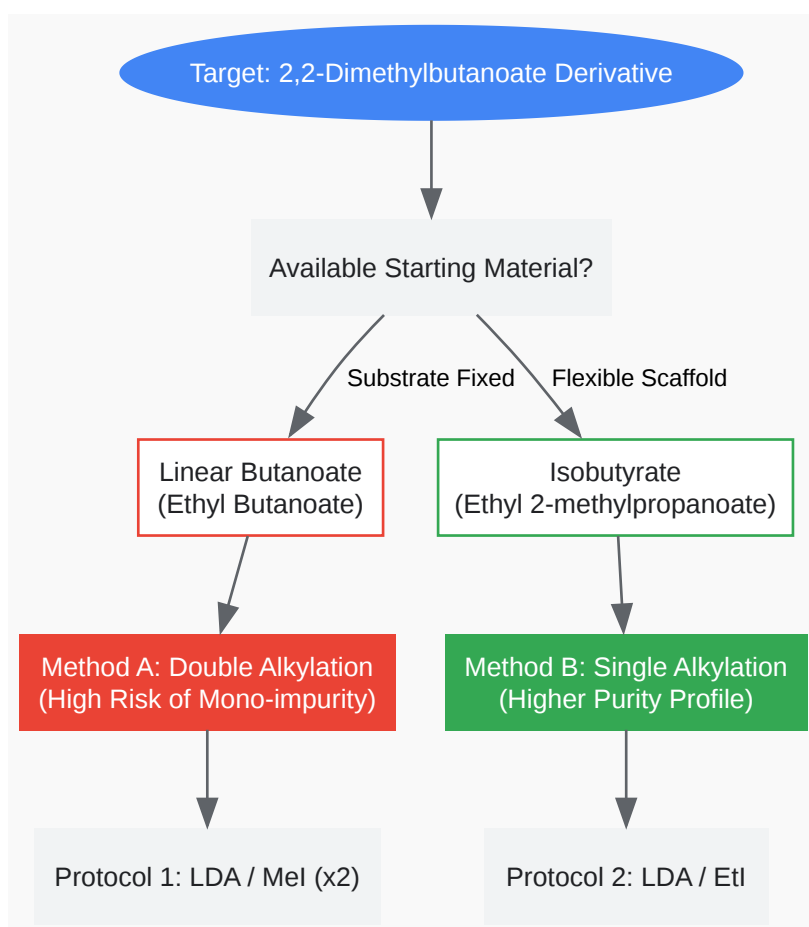 Target: 2,2-Dimethylbutanoate Derivative
Available Starting Material?
Substrate Fixed
Flexible Scaffold
Linear Butanoate
(Ethyl Butanoate)
Isobutyrate
(Ethyl 2-methylpropanoate)
Method A: Double Alkylation
(High Risk of Mono-impurity)
Method B: Single Alkylation
(Higher Purity Profile)
Protocol 1: LDA / MeI (x2)
Protocol 2: LDA / EtI